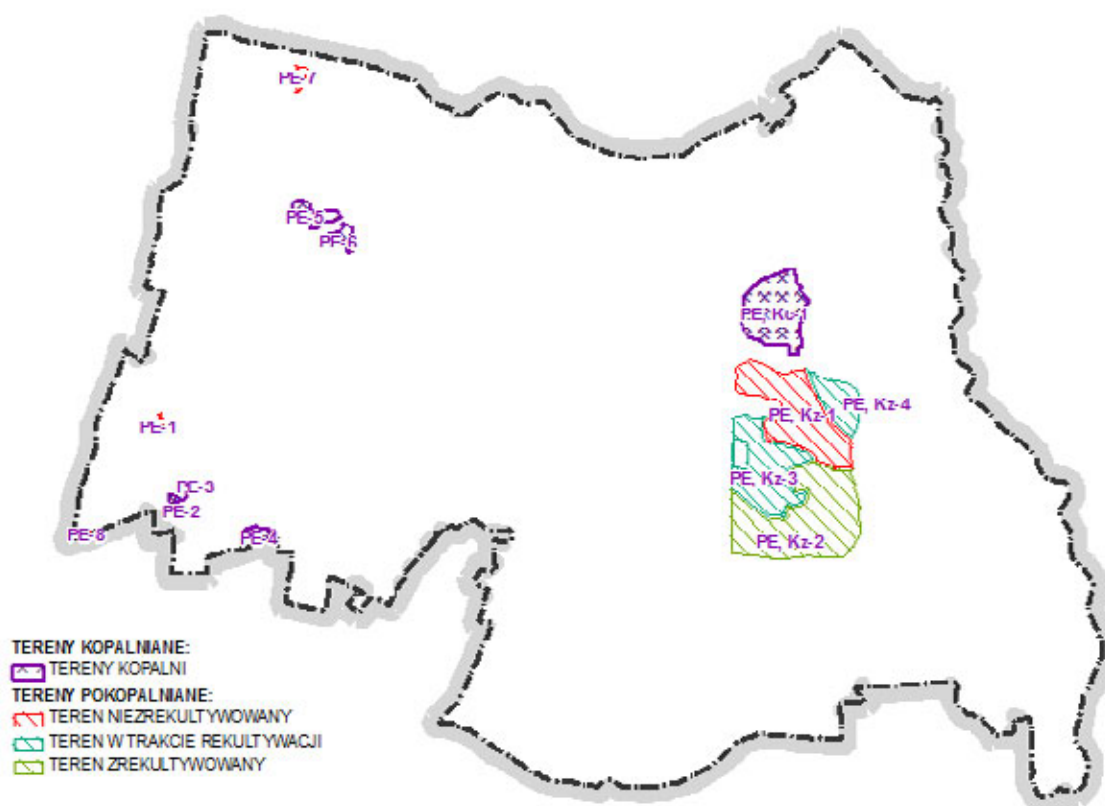 PE-7
PE-5
PE-6
PE, Kc-1
PE, Kz-1
PE, Kz-4
PE-1
PE, Kz-3
PE-3
PE-2
PE-8
PE-4
PE, Kz-2
TERENY KOPALNIANE:
TERENY KOPALNI
TERENY POKOPALNIANE:
TEREN NIEZREKULTYWOWANY
TEREN W TRAKCIE REKULTYWACJI
TEREN ZREKULTYWOWANY